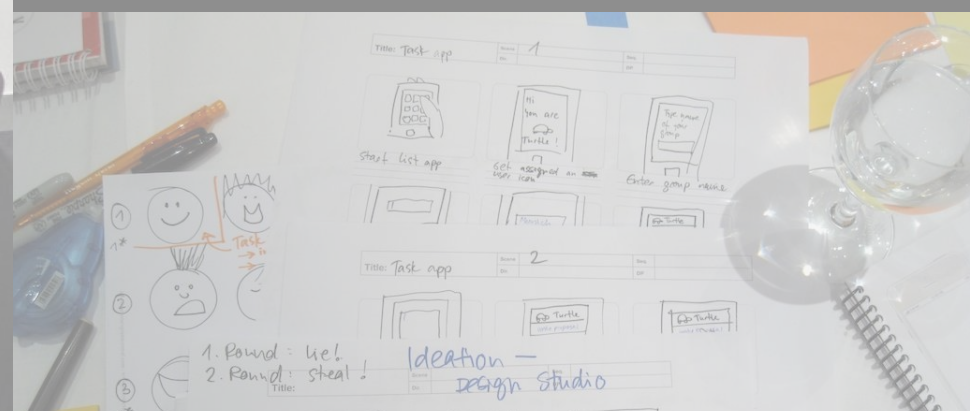 Title: Task app
1
Hi
You are
Turtle!
Type name
of your
group
Start list app
Get assigned an
user icon
Enter group name
Turtle
1
1*
Task
2
Title: Task app
2
Turtle
Turtle
1. Round: lie!
2. Round: steal!
Ideation –
Design Studio
Title:
3